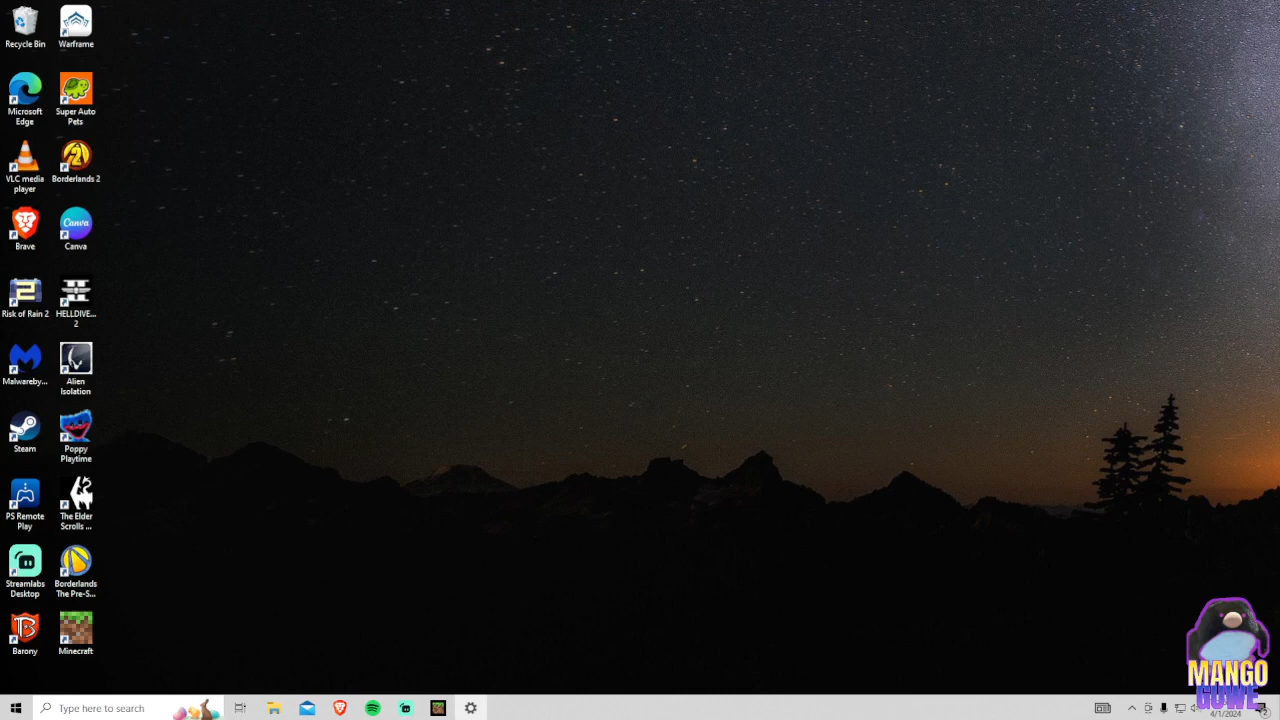 Recycle Bin
Warframe
Microsoft
Edge
Super Auto
Pets
VLC media
player
Borderlands 2
Brave
Canva
Canva
Risk of Rain 2
HELLDIVE...
2
Malwareby...
Alien
Isolation
Steam
Poppy
Playtime
PS Remote
Play
The Elder
Scrolls ...
Streamlabs
Desktop
Borderlands
The Pre-S...
Barony
Minecraft
Type here to search
MANGO
GUWE
4/1/2024